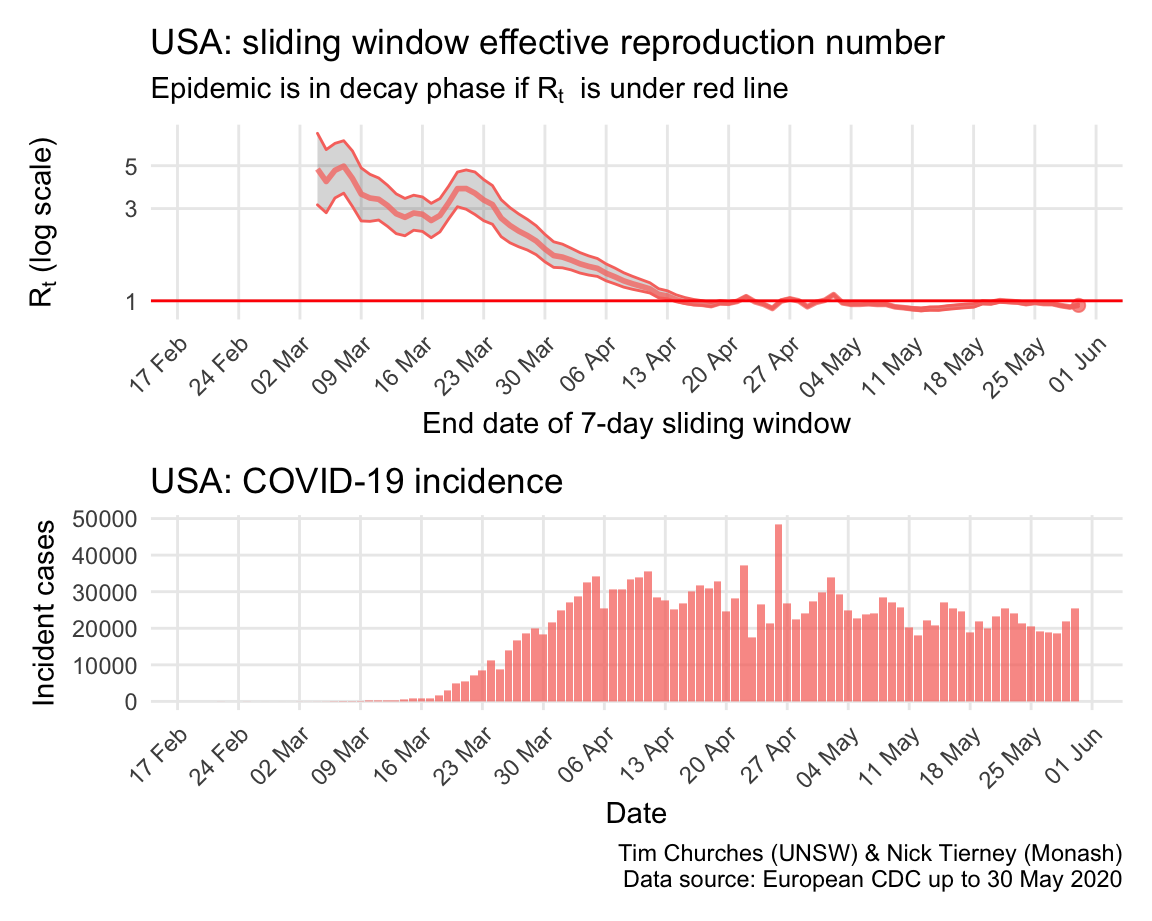 USA: sliding window effective reproduction number
Epidemic is in decay phase if Rt is under red line
Rt (log scale)
5
3
1
17 Feb
24 Feb
02 Mar
09 Mar
16 Mar
23 Mar
30 Mar
06 Apr
13 Apr
20 Apr
27 Apr
04 May
11 May
18 May
25 May
01 Jun
End date of 7-day sliding window
USA: COVID-19 incidence
Incident cases
50000
40000
30000
20000
10000
0
17 Feb
24 Feb
02 Mar
09 Mar
16 Mar
23 Mar
30 Mar
06 Apr
13 Apr
20 Apr
27 Apr
04 May
11 May
18 May
25 May
01 Jun
Date
Tim Churches (UNSW) & Nick Tierney (Monash)
Data source: European CDC up to 30 May 2020